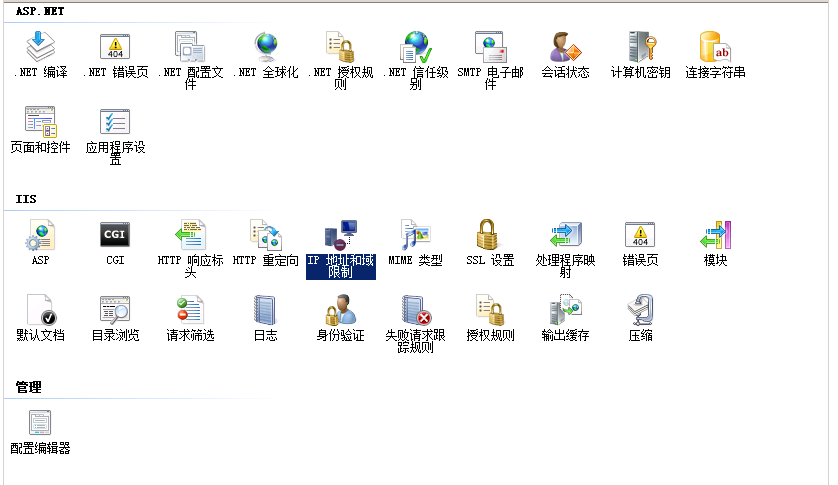 ASP.NET
.NET 编译 .NET 错误页 .NET 配置文件 .NET 全球化 .NET 授权规则 .NET 信任级别 SMTP 电子邮件 会话状态 计算机密钥 连接字符串
页面和控件 应用程序设置
IIS
ASP CGI HTTP 响应标头 HTTP 重定向 IP 地址和域限制 MIME 类型 SSL 设置 处理程序映射 错误页 模块
默认文档 目录浏览 请求筛选 日志 身份验证 失败请求跟踪规则 授权规则 输出缓存 压缩
管理
配置编辑器